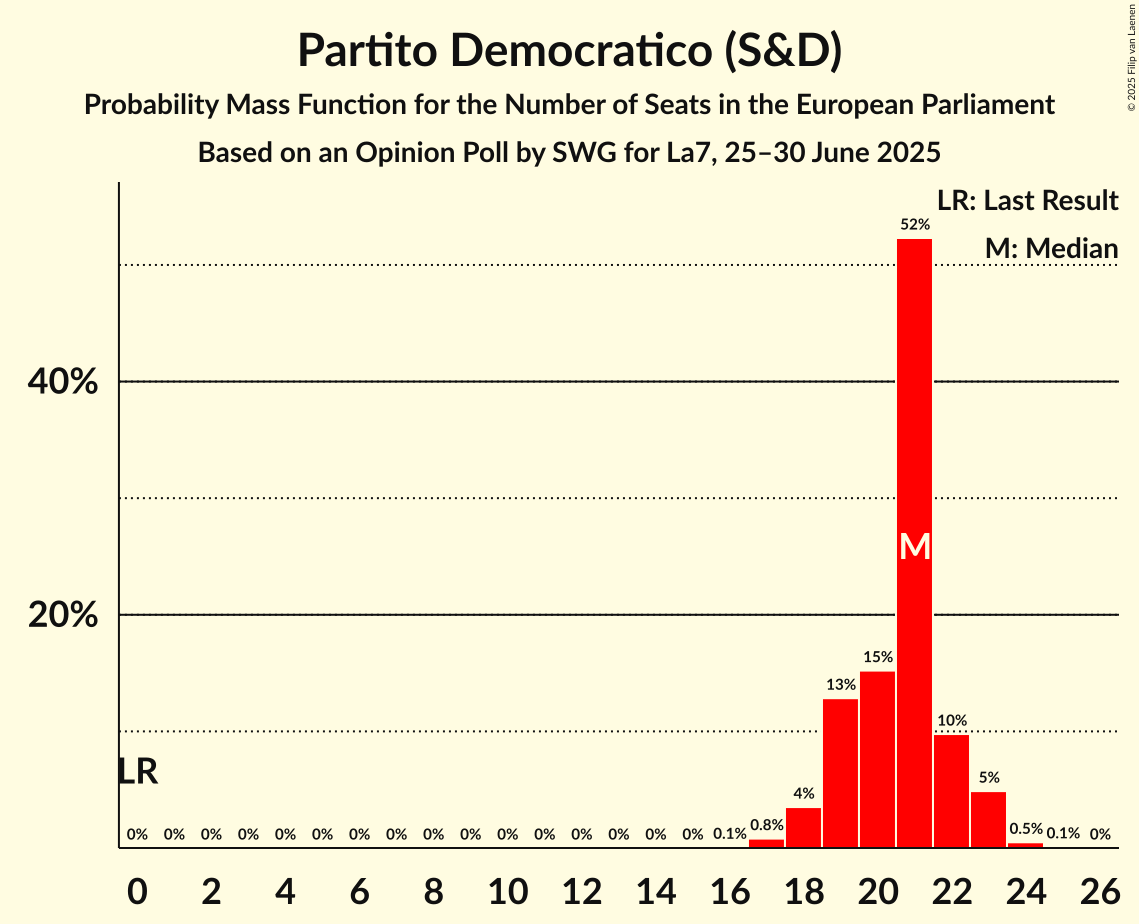 Partito Democratico (S&D)
Probability Mass Function for the Number of Seats in the European Parliament
Based on an Opinion Poll by SWG for La7, 25–30 June 2025
© 2025 Filip van Laenen
LR: Last Result
M: Median
40%
20%
LR
M
0% 0% 0% 0% 0% 0% 0% 0% 0% 0% 0% 0% 0% 0% 0% 0% 0.1% 0.8% 4% 13% 15% 52% 10% 5% 0.5% 0.1% 0%
0 2 4 6 8 10 12 14 16 18 20 22 24 26